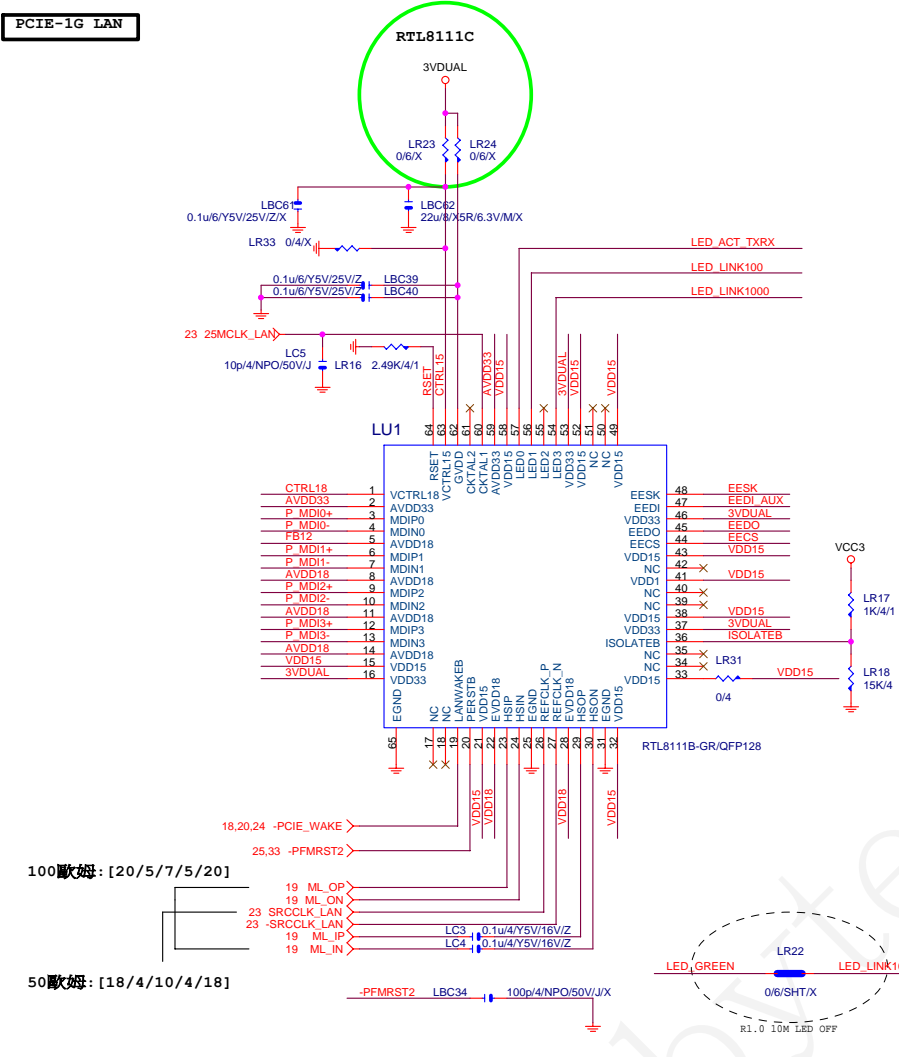 PCIE-1G LAN
RTL8111C
3VDUAL
LR23
0/6/X
LR24
0/6/X
LBC61
0.1u/6/Y5V/25V/Z/X
LBC62
22u/8/X5R/6.3V/M/X
LR33 0/4/X
0.1u/6/Y5V/25V/Z LBC39
0.1u/6/Y5V/25V/Z LBC40
LED_ACT_TXRX
LED_LINK100
LED_LINK1000
23 25MCLK_LAN
LC5
10p/4/NPO/50V/J
LR16 2.49K/4/1
RSET
CTRL15
AVDD33
VDD15
3VDUAL
VDD15
VDD15
LU1
64 63 62 61 60 59 58 57 56 55 54 53 52 51 50 49
RSET
VCTRL15
GVDD
CKTAL2
CKTAL1
AVDD33
VDD15
LED0
LED1
LED2
LED3
VDD33
VDD15
NC
NC
VDD15
CTRL18 1 VCTRL18
AVDD33 2 AVDD33
P_MDI0+ 3 MDIP0
P_MDI0- 4 MDIN0
FB12 5 AVDD18
P_MDI1+ 6 MDIP1
P_MDI1- 7 MDIN1
AVDD18 8 AVDD18
P_MDI2+ 9 MDIP2
P_MDI2- 10 MDIN2
AVDD18 11 AVDD18
P_MDI3+ 12 MDIP3
P_MDI3- 13 MDIN3
AVDD18 14 AVDD18
VDD15 15 VDD15
3VDUAL 16 VDD33
EESK 48 EESK
EEDI 47 EEDI_AUX
VDD33 46 3VDUAL
EEDO 45 EEDO
EECS 44 EECS
VDD15 43 VDD15
NC 42
VDD1 41 VDD15
NC 40
NC 39
VDD15 38 VDD15
VDD33 37 3VDUAL
ISOLATEB 36 ISOLATEB
NC 35
NC 34
VDD15 33
LR31
0/4
VDD15
VCC3
LR17
1K/4/1
LR18
15K/4
EGND
NC
NC
LANWAKEB
PERSTB
VDD15
EVDD18
HSIP
HSIN
EGND
REFCLK_P
REFCLK_N
EVDD18
HSOP
HSON
EGND
VDD15
65 17 18 19 20 21 22 23 24 25 26 27 28 29 30 31 32
RTL8111B-GR/QFP128
VDD15
VDD18
VDD18
VDD15
18,20,24 -PCIE_WAKE
25,33 -PFMRST2
100歐姆:[20/5/7/5/20]
19 ML_OP
19 ML_ON
23 SRCCLK_LAN
23 -SRCCLK_LAN
19 ML_IP
19 ML_IN
LC3 0.1u/4/Y5V/16V/Z
LC4 0.1u/4/Y5V/16V/Z
50歐姆:[18/4/10/4/18]
-PFMRST2 LBC34 100p/4/NPO/50V/J/X
LR22
LED_GREEN
0/6/SHT/X
R1.0 10M LED OFF